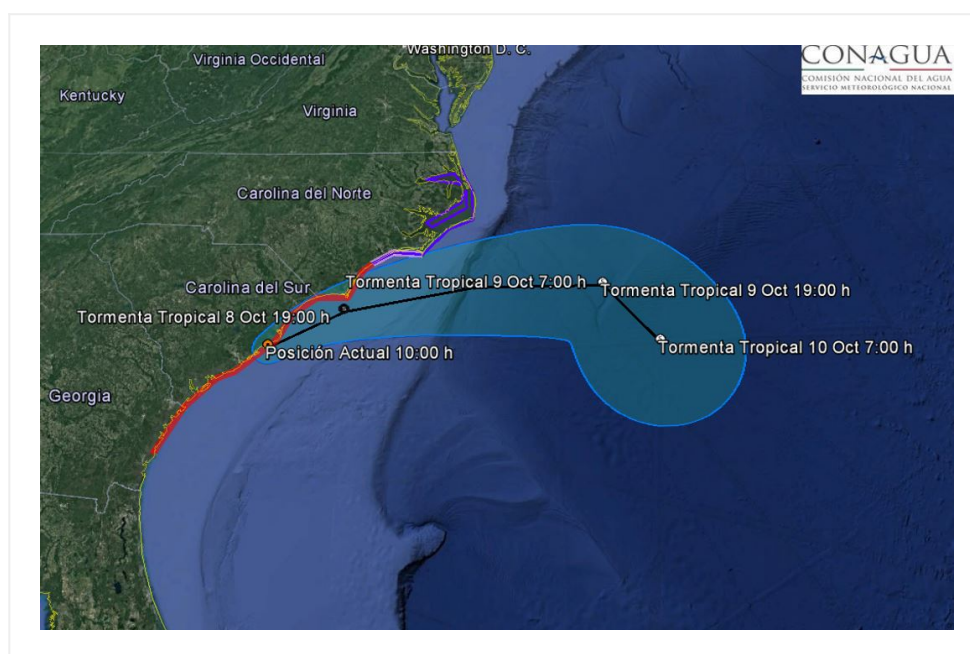 Washington D. C.
CONAGUA
COMISIÓN NACIONAL DEL AGUA
SERVICIO METEOROLÓGICO NACIONAL
Virginia Occidental
Kentucky
Virginia
Carolina del Norte
Carolina del Sur
Tormenta Tropical 9 Oct 7:00 h
Tormenta Tropical 9 Oct 19:00 h
Tormenta Tropical 8 Oct 19:00 h
Posición Actual 10:00 h
Tormenta Tropical 10 Oct 7:00 h
Georgia